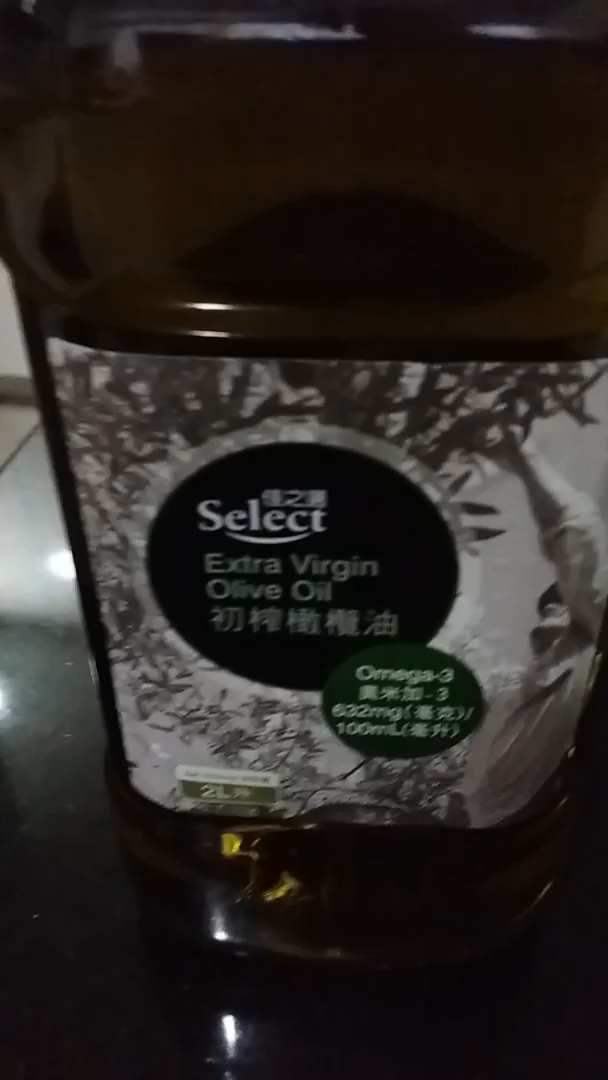 佳之選
Select
Extra Virgin
Olive Oil
初榨橄欖油
Omega-3
奧米加-3
632mg(毫克)/
100mL(毫升)
2L升